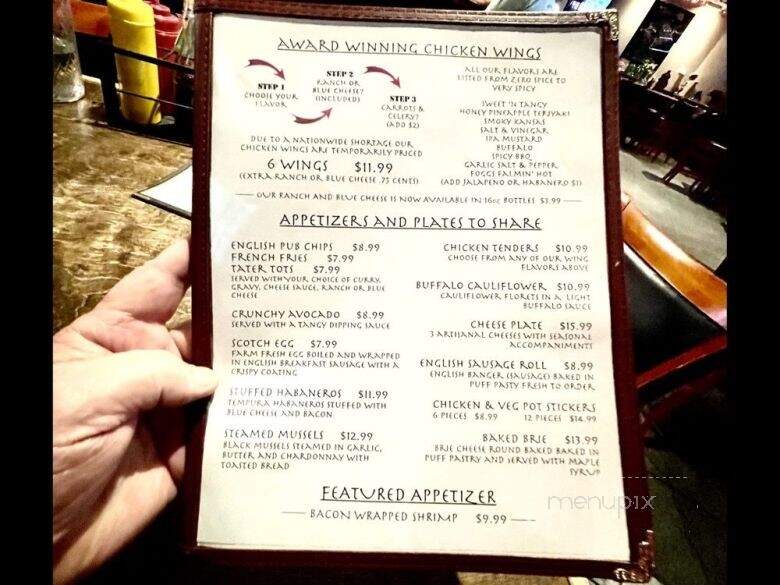 AWARD WINNING CHICKEN WINGS
STEP 1
CHOOSE YOUR
FLAVOR
STEP 2
RANCH OR
BLUE CHEESE?
(INCLUDED)
STEP 3
CARROTS &
CELERY?
(ADD $2)
DUE TO A NATIONWIDE SHORTAGE OUR
CHICKEN WINGS ARE TEMPORARILY PRICED
6 WINGS $11.99
(EXTRA RANCH OR BLUE CHEESE .75 CENTS)
ALL OUR FLAVORS ARE
LISTED FROM ZERO SPICE TO
VERY SPICY
SWEET 'N TANGY
HONEY PINEAPPLE TERIYAKI
SMOKY KANSAS
SALT & VINEGAR
IPA MUSTARD
BUFFALO
SPICY BBQ
GARLIC SALT & PEPPER
FOGGS FALMIN' HOT
(ADD JALAPENO OR HABANERO $1)
OUR RANCH AND BLUE CHEESE IS NOW AVAILABLE IN 16oz BOTTLES $3.99
APPETIZERS AND PLATES TO SHARE
ENGLISH PUB CHIPS $8.99
FRENCH FRIES $7.99
TATER TOTS $7.99
SERVED WITH YOUR CHOICE OF CURRY,
GRAVY, CHEESE SAUCE, RANCH OR BLUE
CHEESE
CRUNCHY AVOCADO $8.99
SERVED WITH A TANGY DIPPING SAUCE
SCOTCH EGG $7.99
FARM FRESH EGG BOILED AND WRAPPED
IN ENGLISH BREAKFAST SAUSAGE WITH A
CRISPY COATING
STUFFED HABANEROS $11.99
TEMPURA HABANEROS STUFFED WITH
BLUE CHEESE AND BACON
STEAMED MUSSELS $12.99
BLACK MUSSELS STEAMED IN GARLIC,
BUTTER AND CHARDONNAY WITH
TOASTED BREAD
CHICKEN TENDERS $10.99
CHOOSE FROM ANY OF OUR WING
FLAVORS ABOVE
BUFFALO CAULIFLOWER $10.99
CAULIFLOWER FLORETS IN A LIGHT
BUFFALO SAUCE
CHEESE PLATE $15.99
3 ARTISANAL CHEESES WITH SEASONAL
ACCOMPANIMENTS
ENGLISH SAUSAGE ROLL $8.99
ENGLISH BANGER (SAUSAGE) BAKED IN
PUFF PASTY FRESH TO ORDER
CHICKEN & VEG POT STICKERS
6 PIECES $8.99 12 PIECES $14.99
BAKED BRIE $13.99
BRIE CHEESE ROUND BAKED BAKED IN
PUFF PASTRY AND SERVED WITH MAPLE
SYRUP
FEATURED APPETIZER
BACON WRAPPED SHRIMP $9.99
menupix